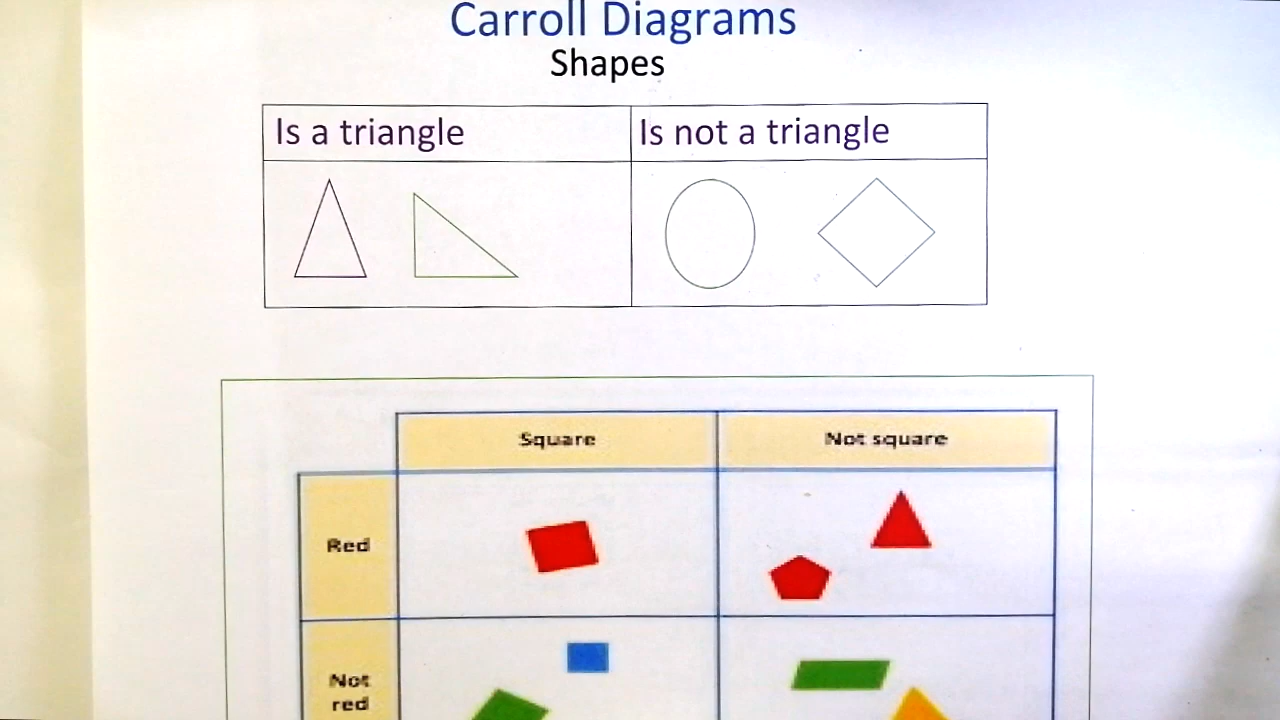 Carroll Diagrams
Shapes
Is a triangle
Is not a triangle
Square
Not square
Red
Not
red